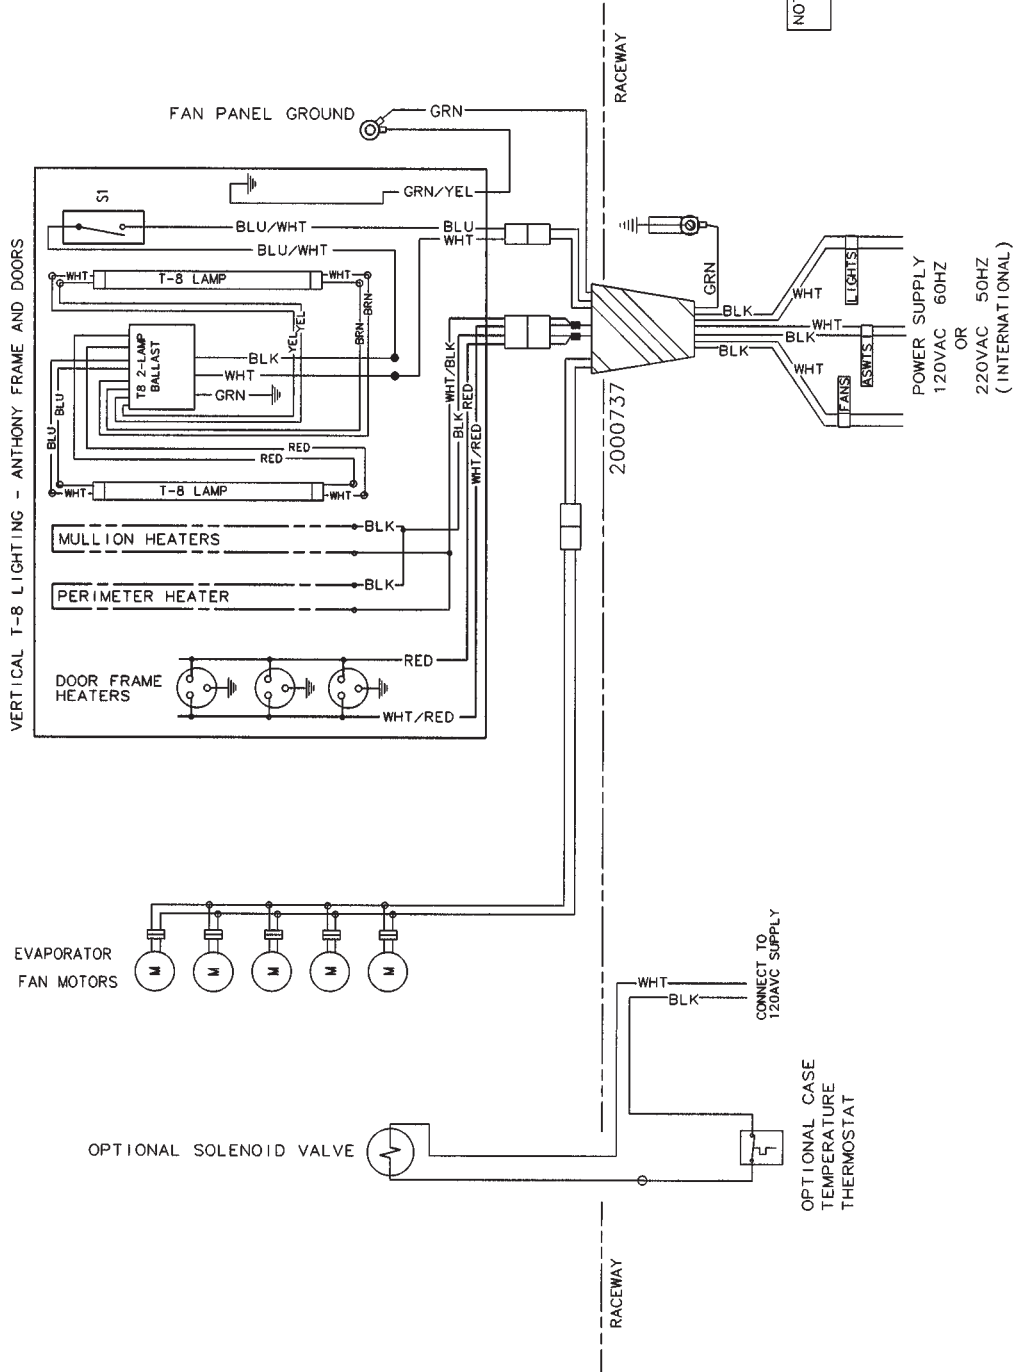 NOT
RACEWAY
FAN PANEL GROUND
GRN
GRN/YEL
S1
BLU/WHT
BLU
WHT
BLU/WHT
WHT
T-8 LAMP
WHT
BRN
BRN
YEL
YEL
T8 2-LAMP
BALLAST
BLK
WHT
GRN
BLU
BLU
RED
RED
WHT
T-8 LAMP
WHT
WHT/BLK
BLK
RED
WHT/RED
MULLION HEATERS
BLK
PERIMETER HEATER
BLK
DOOR FRAME
HEATERS
RED
WHT/RED
VERTICAL T-8 LIGHTING - ANTHONY FRAME AND DOORS
2000737
GRN
BLK
WHT
LIGHTS
WHT
BLK
ASWTS
BLK
WHT
FANS
POWER SUPPLY
120VAC 60HZ
OR
220VAC 50HZ
(INTERNATIONAL)
EVAPORATOR
FAN MOTORS
M
M
M
M
M
WHT
BLK
CONNECT TO
120AVC SUPPLY
OPTIONAL SOLENOID VALVE
OPTIONAL CASE
TEMPERATURE
THERMOSTAT
RACEWAY